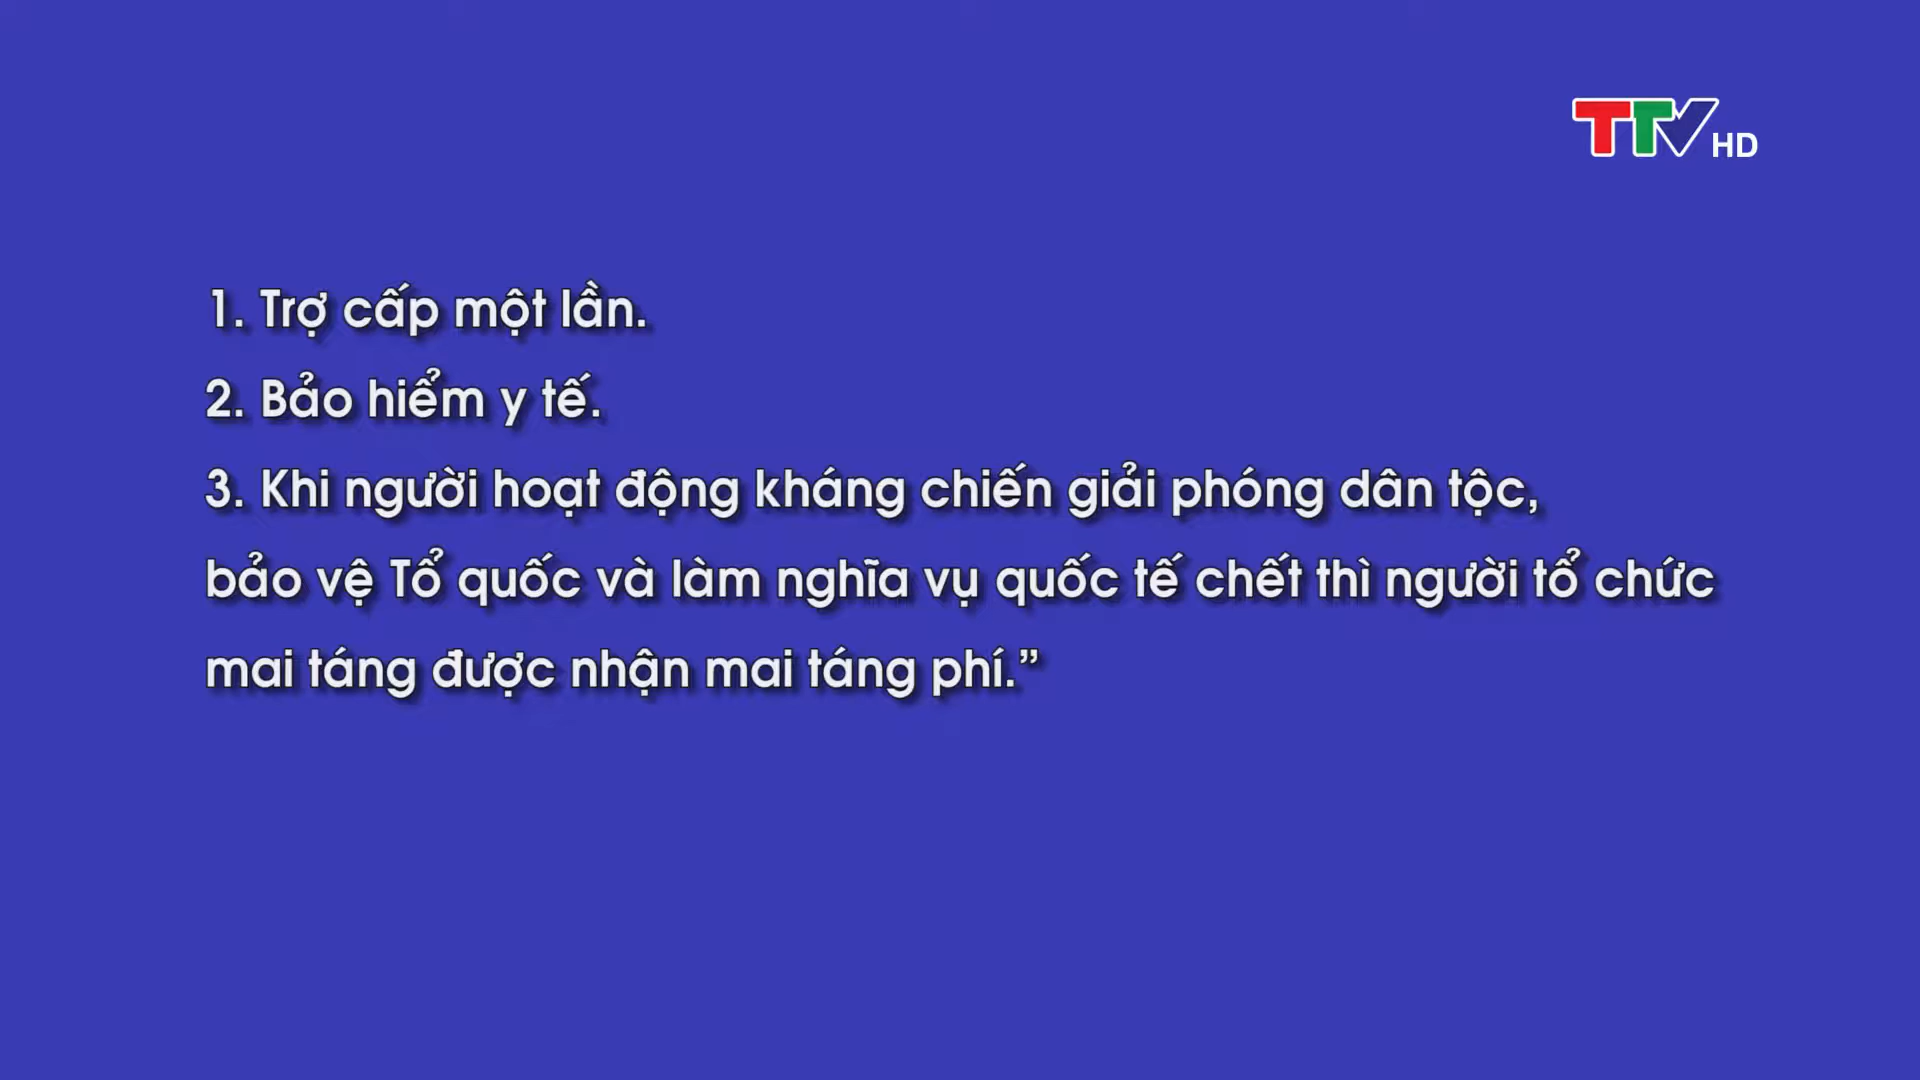 TTV HD
1. Trợ cấp một lần.
2. Bảo hiểm y tế.
3. Khi người hoạt động kháng chiến giải phóng dân tộc,
bảo vệ Tổ quốc và làm nghĩa vụ quốc tế chết thì người tổ chức
mai táng được nhận mai táng phí.”